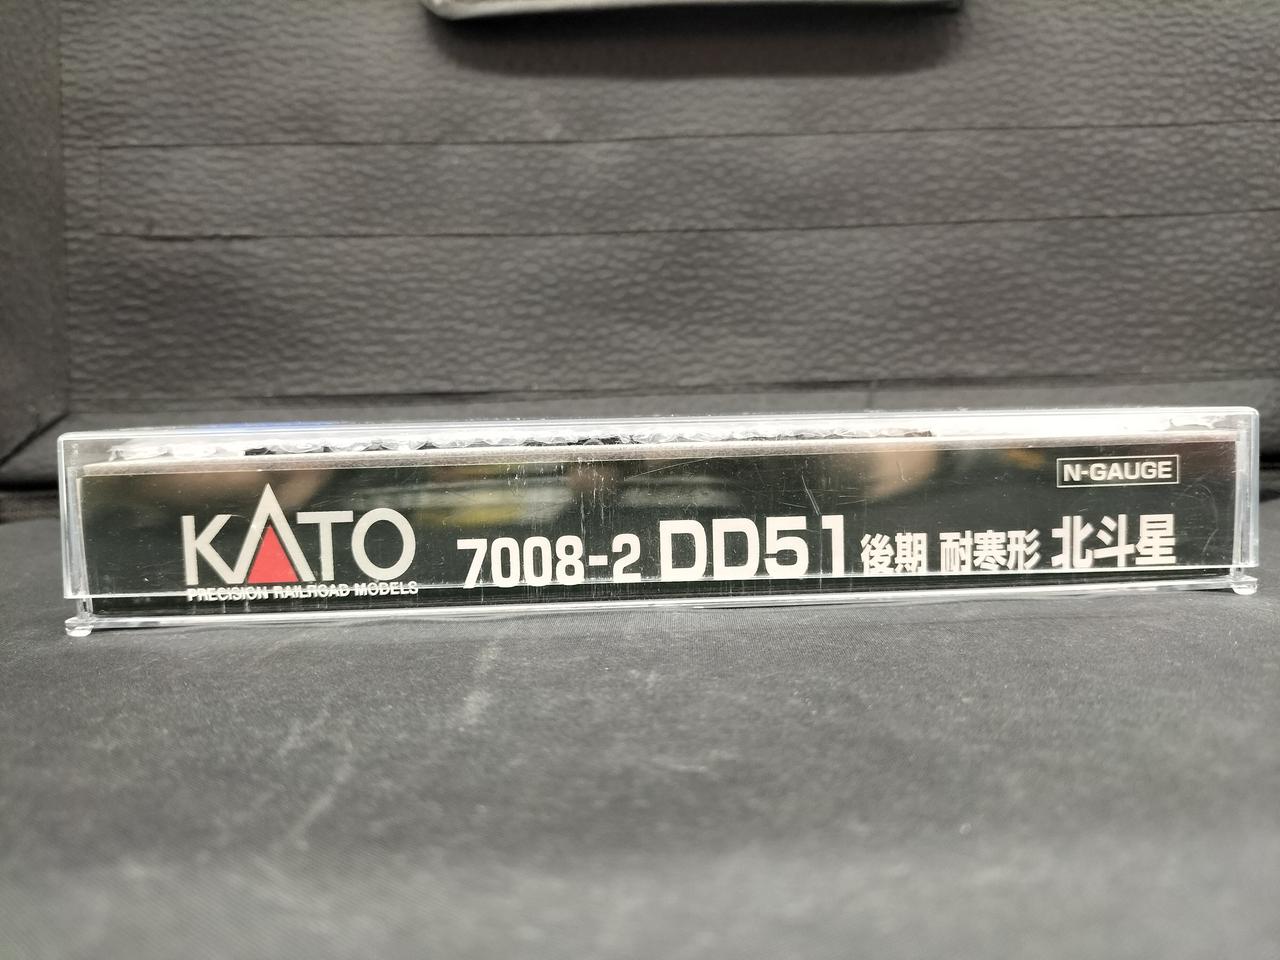 N-GAUGE
KATO 7008-2 DD51 後期 耐寒形 北斗星
PRECISION RAILROAD MODELS